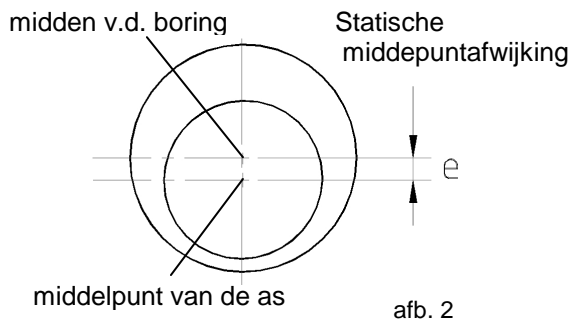 midden v.d. boring
Statische
middepuntafwijking
e
middelpunt van de as
afb. 2